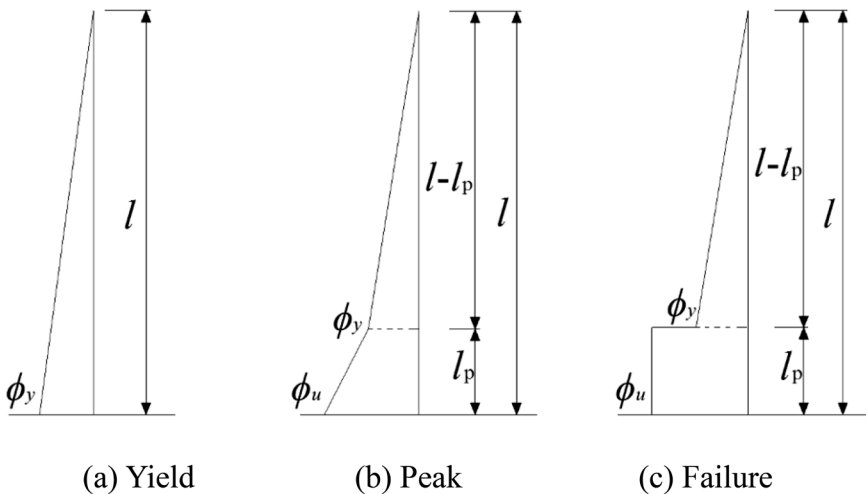 l
ϕy
(a) Yield
l-lp
l
ϕy
lp
ϕu
(b) Peak
l-lp
l
ϕy
lp
ϕu
(c) Failure